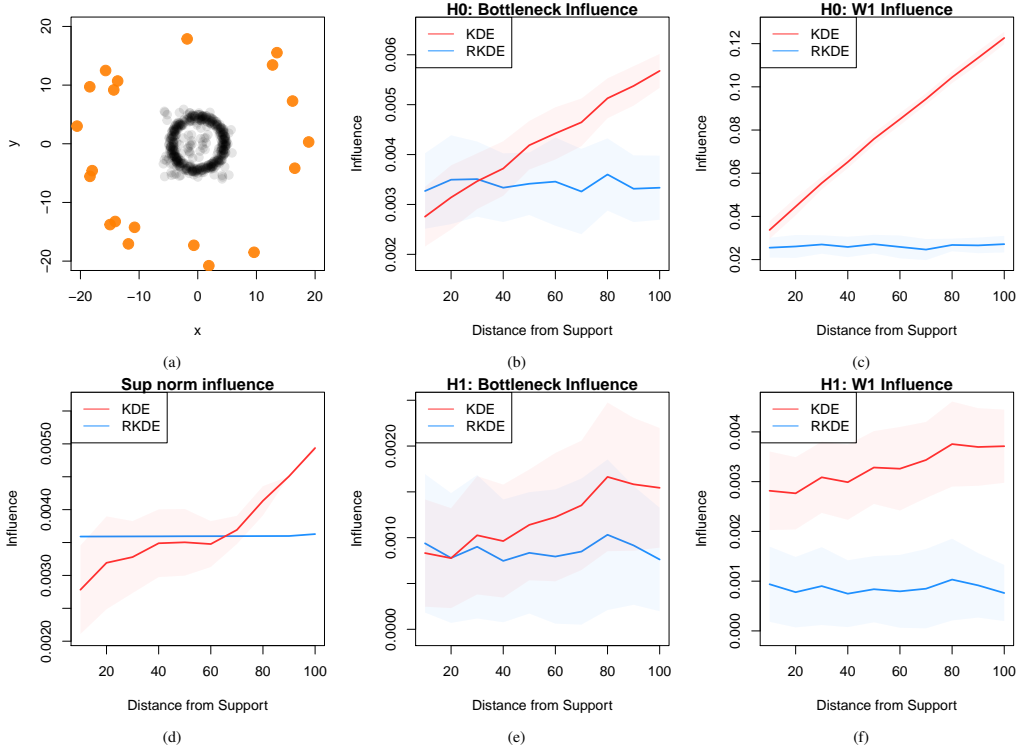 20
10
0
−10
−20
y
−20
−10
0
10
20
x
(a)
H0: Bottleneck Influence
KDE
RKDE
0.006
0.005
0.004
0.003
0.002
Influence
20
40
60
80
100
Distance from Support
(b)
H0: W1 Influence
KDE
RKDE
0.12
0.10
0.08
0.06
0.04
0.02
Influence
20
40
60
80
100
Distance from Support
(c)
Sup norm influence
KDE
RKDE
0.0050
0.0040
0.0030
0.0020
Influence
20
40
60
80
100
Distance from Support
(d)
H1: Bottleneck Influence
KDE
RKDE
0.0020
0.0010
0.0000
Influence
20
40
60
80
100
Distance from Support
(e)
H1: W1 Influence
KDE
RKDE
0.004
0.003
0.002
0.001
0.000
Influence
20
40
60
80
100
Distance from Support
(f)